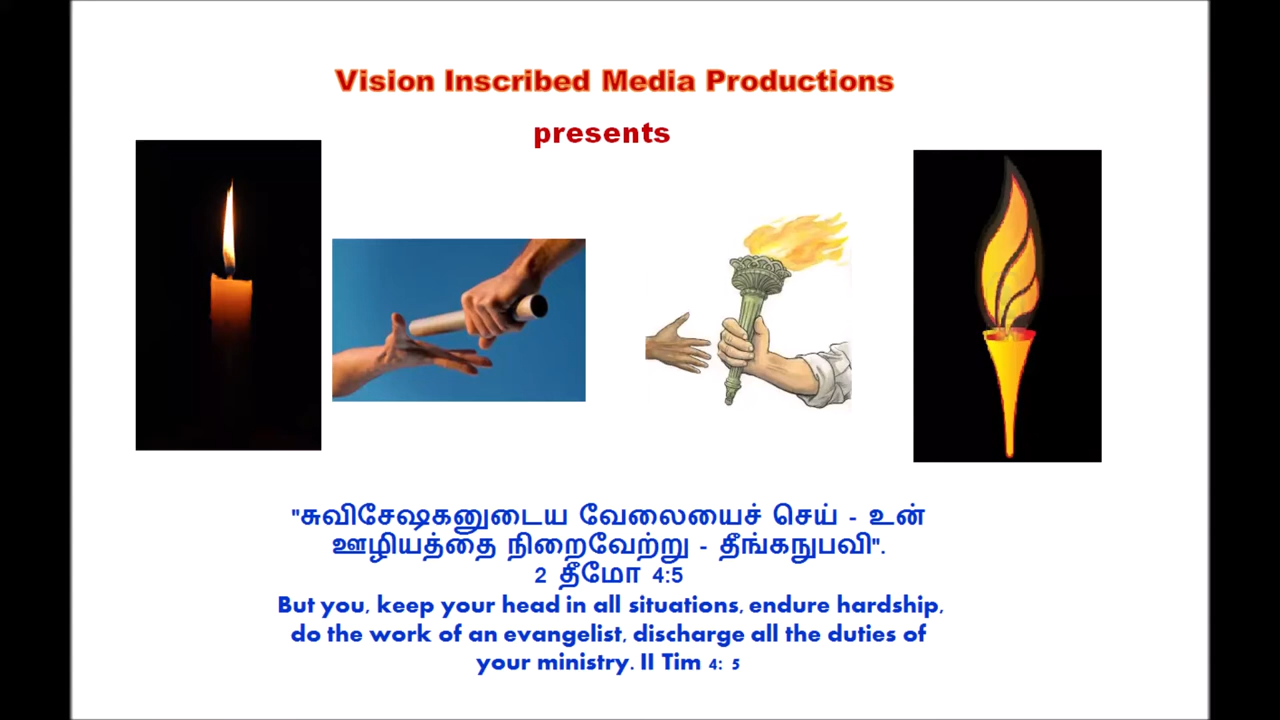 Vision Inscribed Media Productions
presents
"சுவிசேஷகனுடைய வேலையைச் செய் - உன்
ஊழியத்தை நிறைவேற்று - தீங்கநுபவி".
2 தீமோ 4:5
But you, keep your head in all situations, endure hardship,
do the work of an evangelist, discharge all the duties of
your ministry. II Tim 4: 5